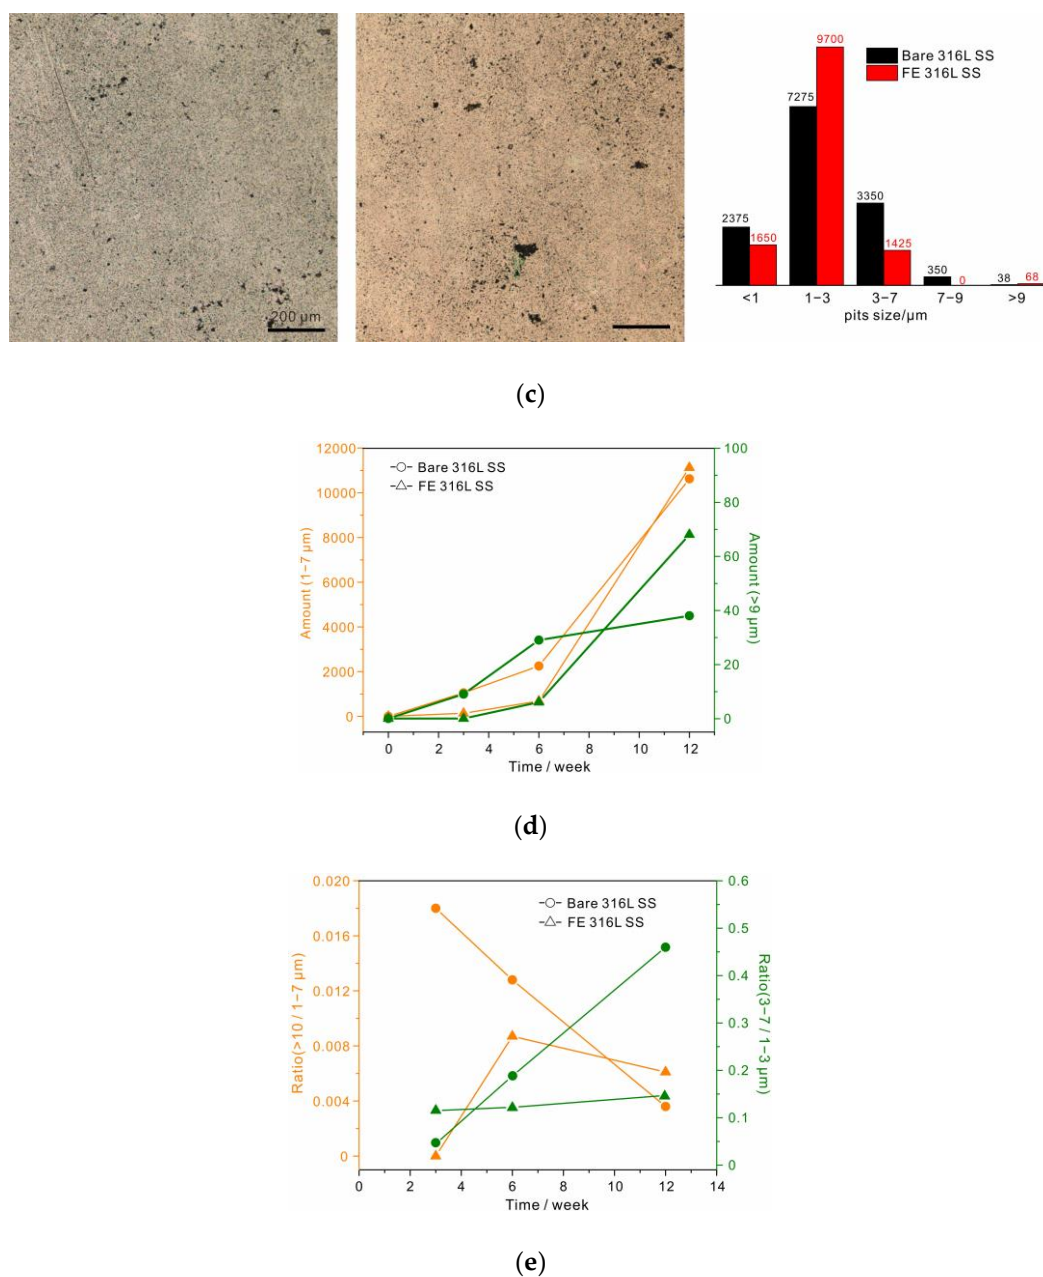 200 μm
Bare 316L SS
FE 316L SS
9700
7275
3350
2375
1650
1425
350
0
38
68
<1
1−3
3−7
7−9
>9
pits size/μm
(c)
12000
10000
8000
6000
4000
2000
0
Amount (1−7 μm)
Bare 316L SS
FE 316L SS
100
80
60
40
20
0
Amount (>9 μm)
0 2 4 6 8 10 12
Time / week
(d)
0.020
0.016
0.012
0.008
0.004
0
Ratio(>10 / 1−7 μm)
Bare 316L SS
FE 316L SS
0.6
0.5
0.4
0.3
0.2
0.1
0
Ratio(3−7 / 1−3 μm)
0 2 4 6 8 10 12 14
Time / week
(e)